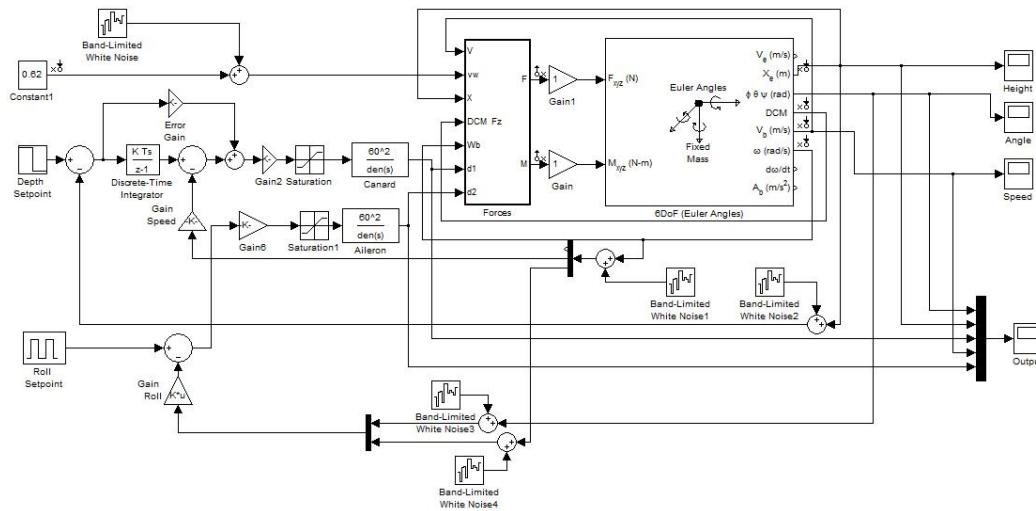 Band-Limited
White Noise
0.62
Constant1
Error
Gain
Depth
Setpoint
K Ts
z-1
Discrete-Time
Integrator
K-
Gain2
Saturation
60^2
den(s)
Canard
Gain
Speed
-K-
K-
Gain6
Saturation1
60^2
den(s)
Aileron
V
vw
X
DCM Fz
Wb
d1
d2
F
M
Forces
1
Gain1
1
Gain
Fxyz (N)
Mxyz (N-m)
Euler Angles
Fixed
Mass
Ve (m/s)
Xe (m)
ϕ θ ψ (rad)
DCM
Vb (m/s)
ω (rad/s)
dω/dt
Ab (m/s²)
6DoF (Euler Angles)
Height
Angle
Speed
Band-Limited
White Noise1
Band-Limited
White Noise2
Roll
Setpoint
Gain
Roll
K*u
Band-Limited
White Noise3
Band-Limited
White Noise4
Outpu